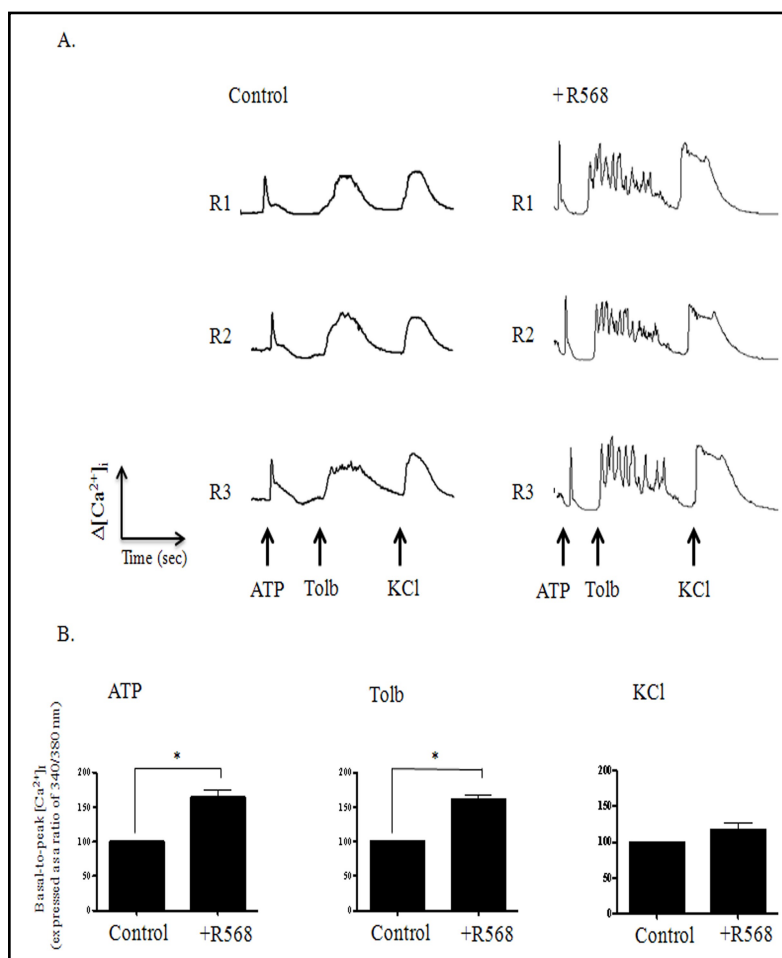 A.
Control
+R568
R1
R1
R2
R2
R3
R3
Δ[Ca²⁺]i
Time (sec)
ATP Tolb KCl
ATP Tolb KCl
B.
ATP
Tolb
KCl
Basal-to-peak [Ca²⁺]I
(expressed as a ratio of 340/380 nm)
*
200
150
100
50
0
Control +R568
*
200
150
100
50
0
Control +R568
200
150
100
50
0
Control +R568